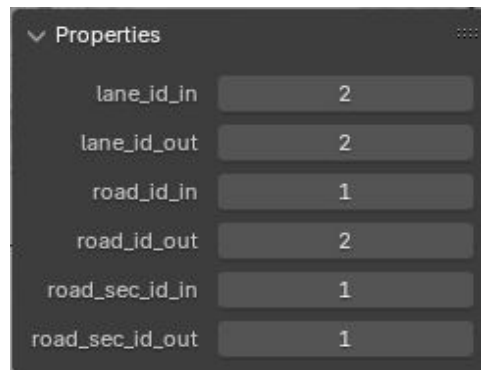 Properties
lane_id_in 2
lane_id_out 2
road_id_in 1
road_id_out 2
road_sec_id_in 1
road_sec_id_out 1